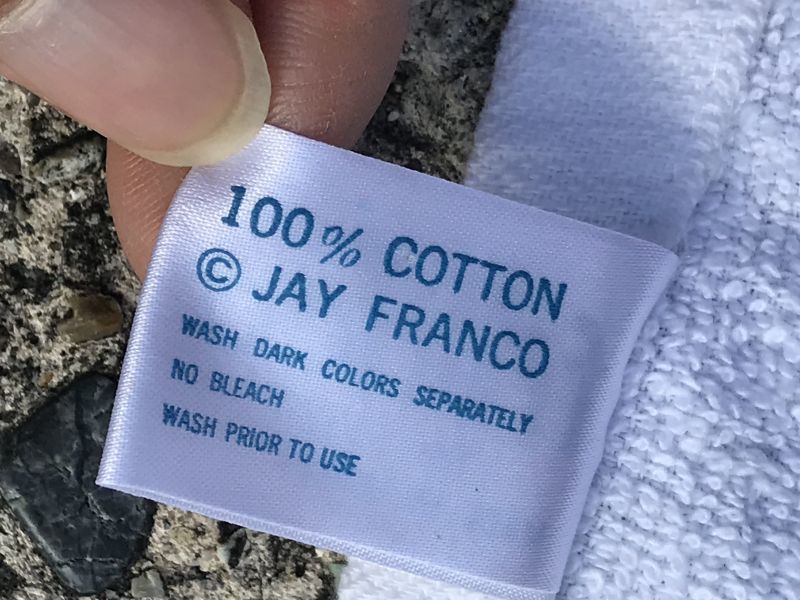 100% COTTON
© JAY FRANCO
WASH DARK COLORS SEPARATELY
NO BLEACH
WASH PRIOR TO USE